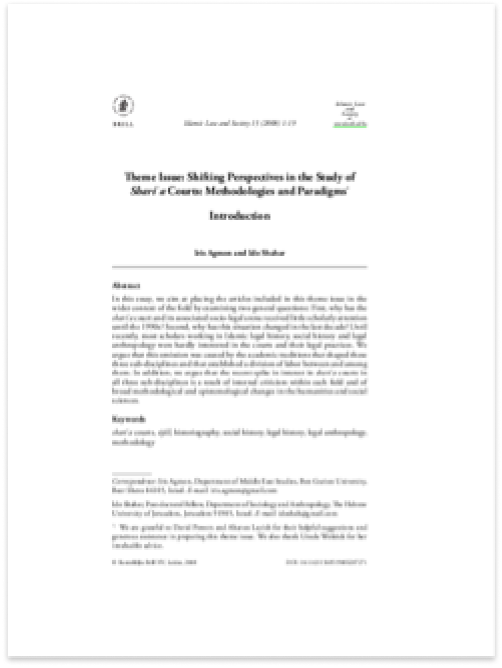 BRILL
Islamic Law and Society 15 (2008) 1-19
Islamic Law
and
Society
Theme Issue: Shifting Perspectives in the Study of
Shariʿa Courts: Methodologies and Paradigms*
Introduction
Iris Agmon and Ido Shahar
Abstract
In this essay, we aim at placing the articles included in this theme issue in the
wider context of the field by examining two general questions: First, why has the
shariʿa court and its associated socio-legal arena received little scholarly attention
until the 1990s? Second, why has this situation changed in the last decade? Until
recently, most scholars working in Islamic legal history, social history and legal
anthropology were hardly interested in the courts and their legal practices. We
argue that this omission was caused by the academic traditions that shaped these
three sub-disciplines and that established a division of labor between and among
them. In addition, we argue that the recent spike in interest in shariʿa courts in
all three sub-disciplines is a result of internal criticism within each field and of
broad methodological and epistemological changes in the humanities and social
sciences.
Keywords
shariʿa courts, qāḍī, historiography, social history, legal history, legal anthropology,
methodology
Correspondence: Iris Agmon, Department of Middle East Studies, Ben Gurion University,
Beer Sheva 84105, Israel. E-mail:
Ido Shahar, Post-doctoral Fellow, Department of Sociology and Anthropology, The Hebrew
University of Jerusalem, Jerusalem 91905, Israel. E-mail:
* We are grateful to David Powers and Aharon Layish for their helpful suggestions and
generous assistance in preparing this theme issue. We also thank Ursula Wokoeck for her
invaluable advice.
© Koninklijke Brill NV, Leiden, 2008 DOI: